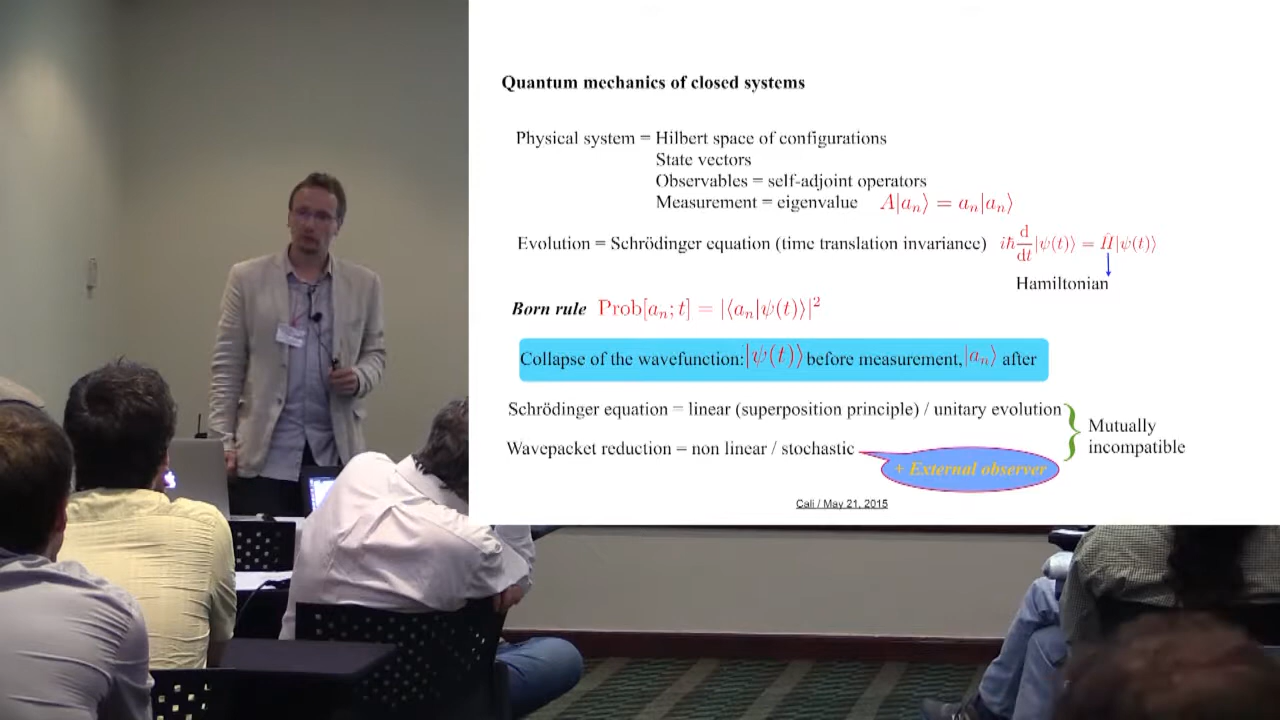 Quantum mechanics of closed systems
Physical system = Hilbert space of configurations
State vectors
Observables = self-adjoint operators
Measurement = eigenvalue A|aₙ⟩ = aₙ|aₙ⟩
Evolution = Schrödinger equation (time translation invariance) iħ d/dt |ψ(t)⟩ = Ĥ|ψ(t)⟩
Hamiltonian
Born rule Prob[aₙ; t] = |⟨aₙ|ψ(t)⟩|²
Collapse of the wavefunction: |ψ(t)⟩ before measurement, |aₙ⟩ after
Schrödinger equation = linear (superposition principle) / unitary evolution
Wavepacket reduction = non linear / stochastic
Mutually
incompatible
+ External observer
Cali / May 21, 2015